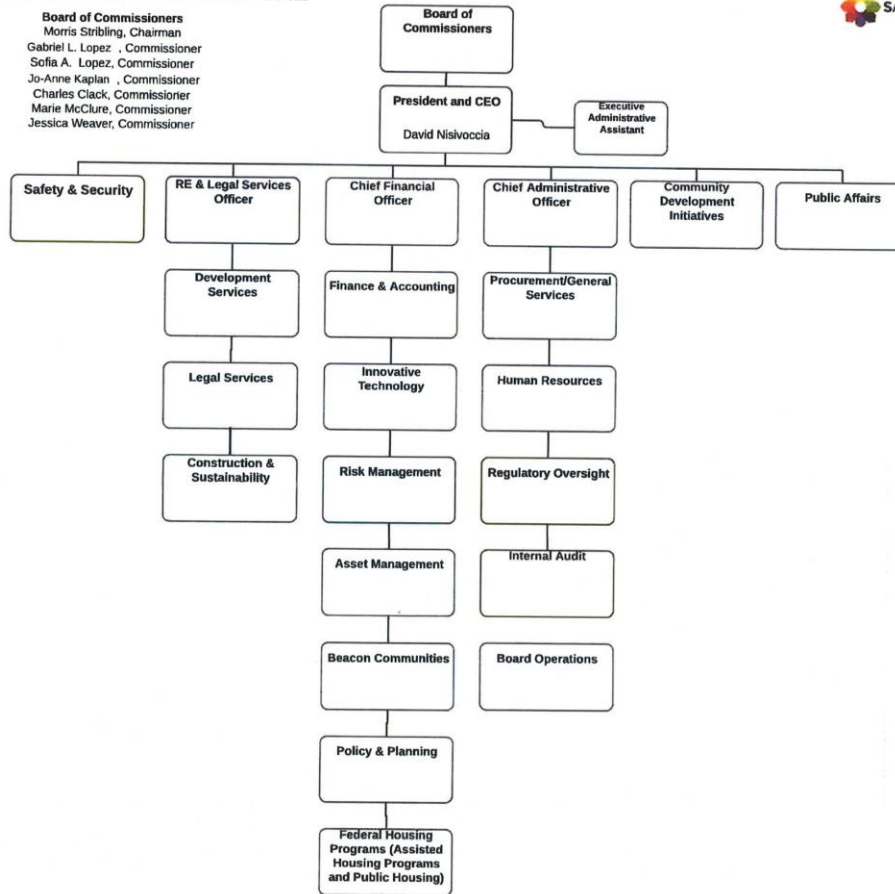 Board of Commissioners
Morris Stribling, Chairman
Gabriel L. Lopez , Commissioner
Sofia A. Lopez, Commissioner
Jo-Anne Kaplan , Commissioner
Charles Clack, Commissioner
Marie McClure, Commissioner
Jessica Weaver, Commissioner
Board of
Commissioners
President and CEO
David Nisivoccia
Executive
Administrative
Assistant
Safety & Security
RE & Legal Services
Officer
Chief Financial
Officer
Chief Administrative
Officer
Community
Development
Initiatives
Public Affairs
Development
Services
Finance & Accounting
Procurement/General
Services
Legal Services
Innovative
Technology
Human Resources
Construction &
Sustainability
Risk Management
Regulatory Oversight
Asset Management
Internal Audit
Beacon Communities
Board Operations
Policy & Planning
Federal Housing
Programs (Assisted
Housing Programs
and Public Housing)